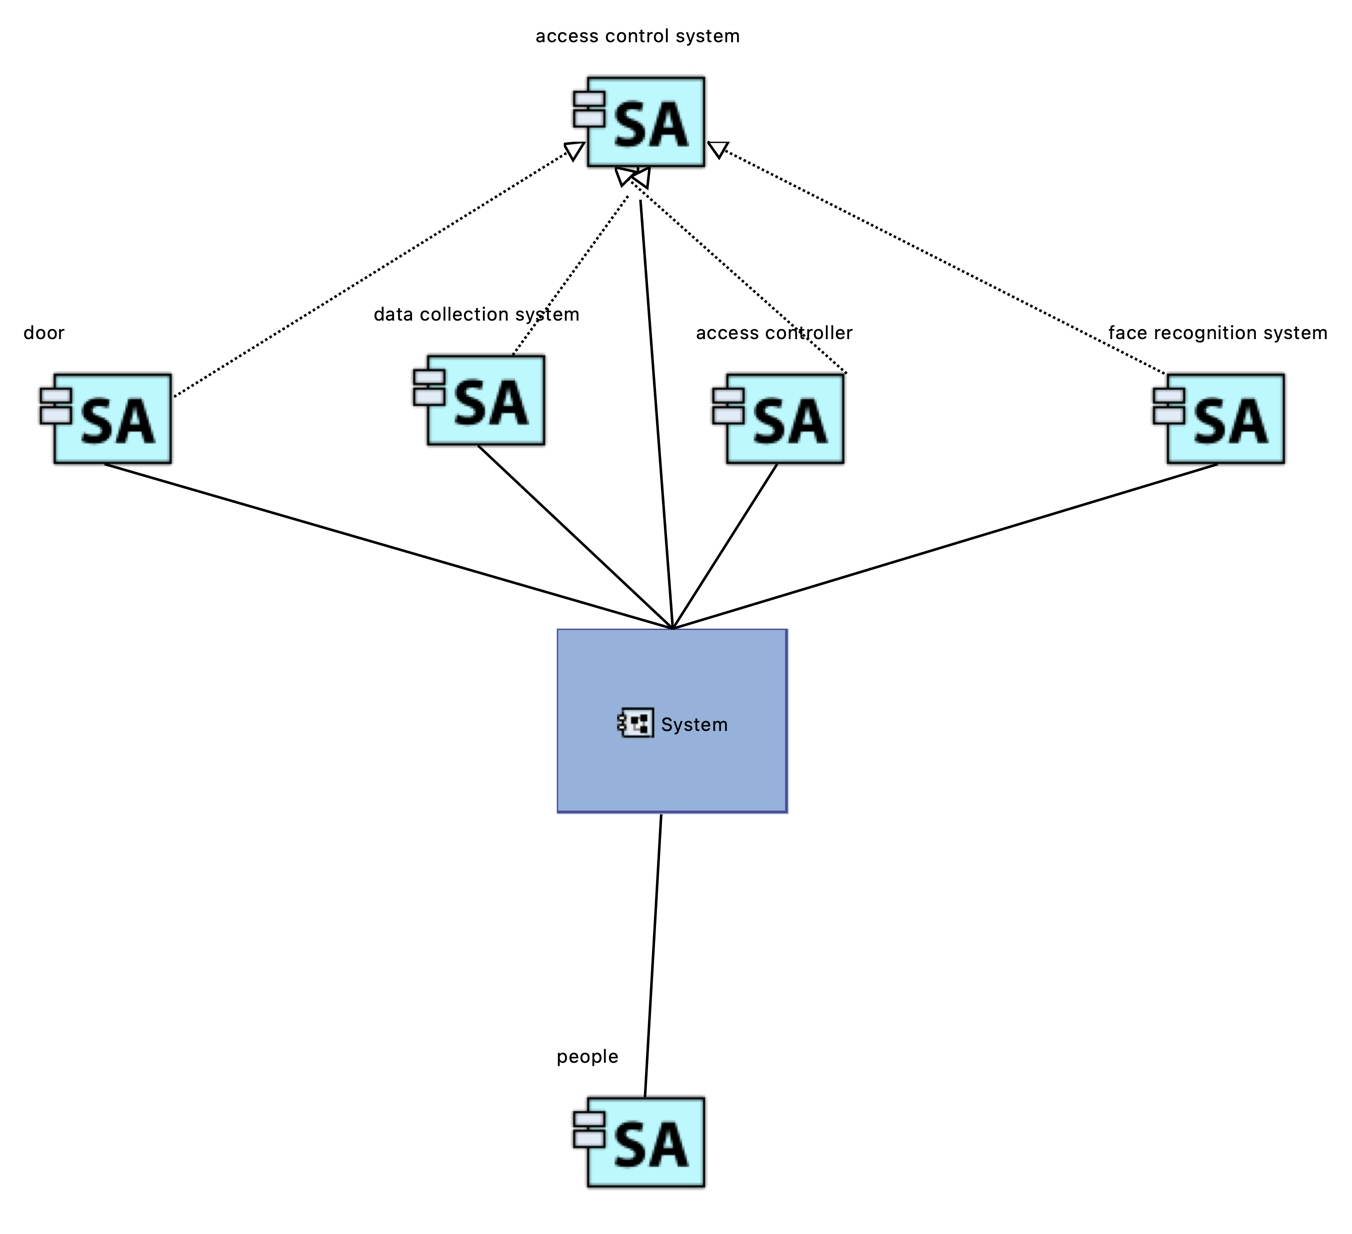 access control system
SA
data collection system
door
access controller
face recognition system
SA
SA
SA
SA
System
people
SA